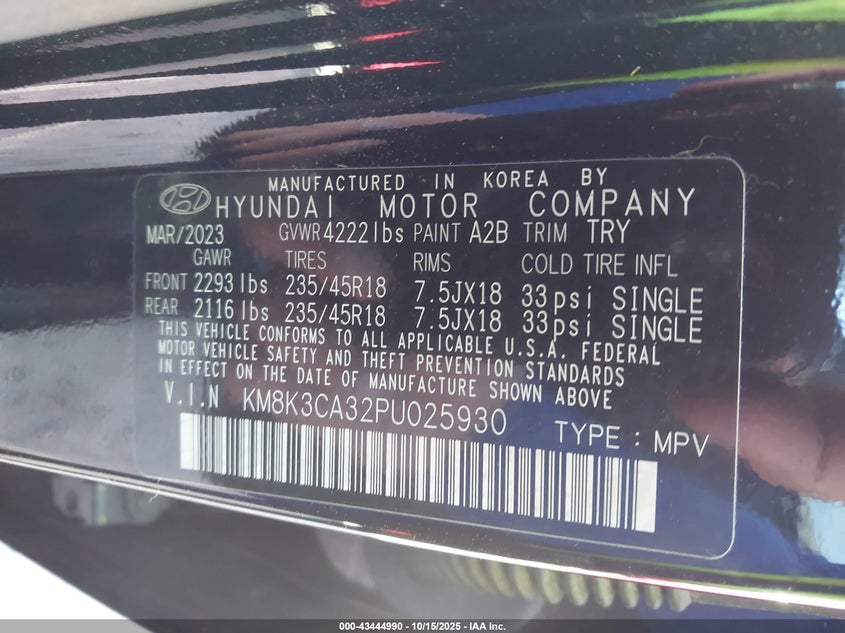 MANUFACTURED IN KOREA BY
HYUNDAI MOTOR COMPANY
MAR/2023 GVWR 4222 lbs PAINT A2B TRIM TRY
GAWR TIRES RIMS COLD TIRE INFL
FRONT 2293 lbs 235/45R18 7.5JX18 33psi SINGLE
REAR 2116 lbs 235/45R18 7.5JX18 33psi SINGLE
THIS VEHICLE CONFORMS TO ALL APPLICABLE U.S.A. FEDERAL
MOTOR VEHICLE SAFETY AND THEFT PREVENTION STANDARDS
IN EFFECT ON THE DATE OF MANUFACTURE SHOWN ABOVE
V.I.N KM8K3CA32PU025930 TYPE : MPV
000-43444990 - 10/15/2025 - IAA Inc.